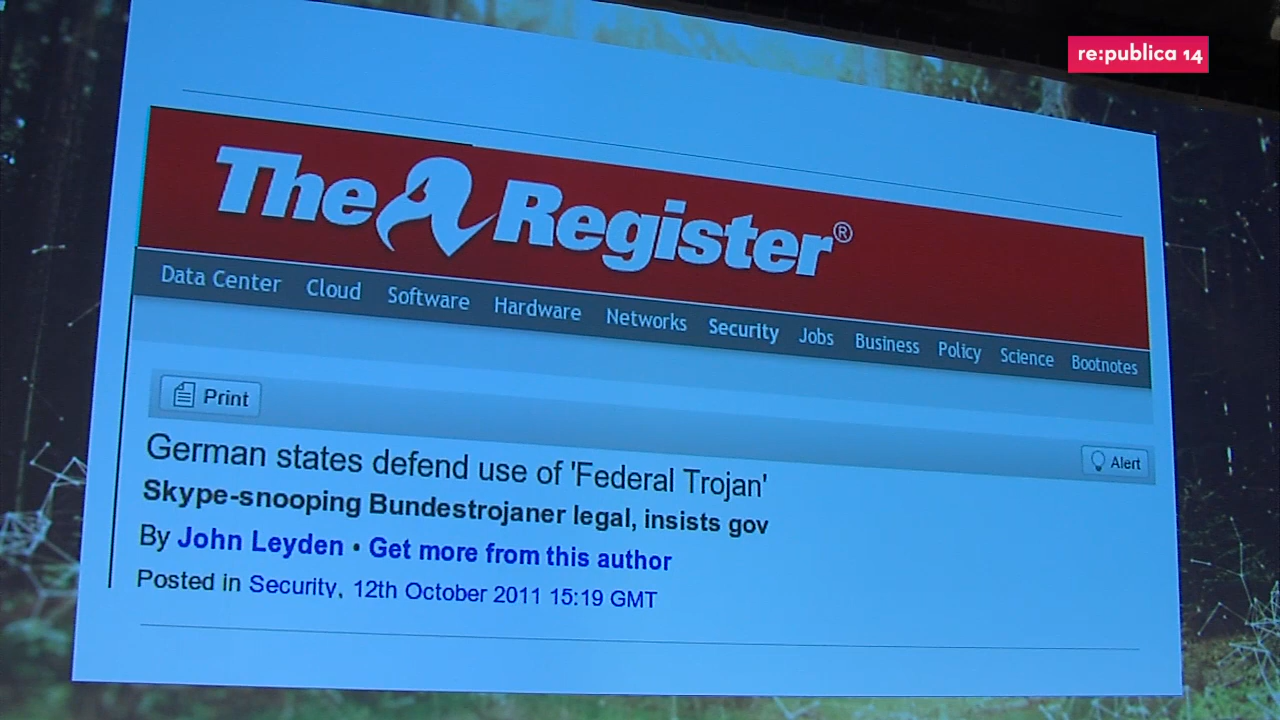 re:publica 14
The Register®
Data Center Cloud Software Hardware Networks Security Jobs Business Policy Science Bootnotes
Print
Alert
German states defend use of 'Federal Trojan'
Skype-snooping Bundestrojaner legal, insists gov
By John Leyden • Get more from this author
Posted in Security, 12th October 2011 15:19 GMT